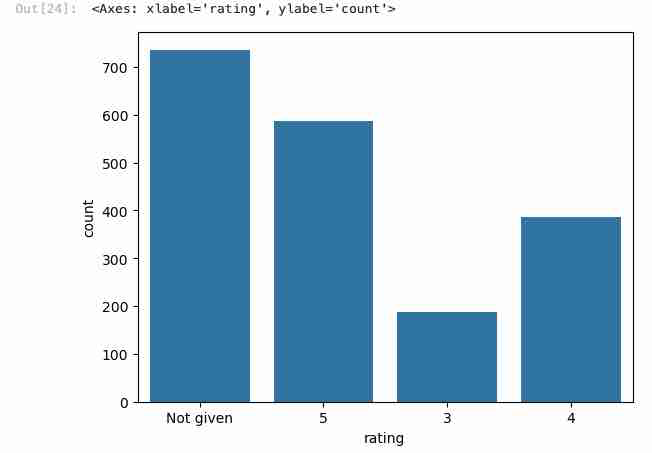 Out[24]: <Axes: xlabel='rating', ylabel='count'>
700
600
500
400
300
200
100
0
count
Not given 5 3 4
rating